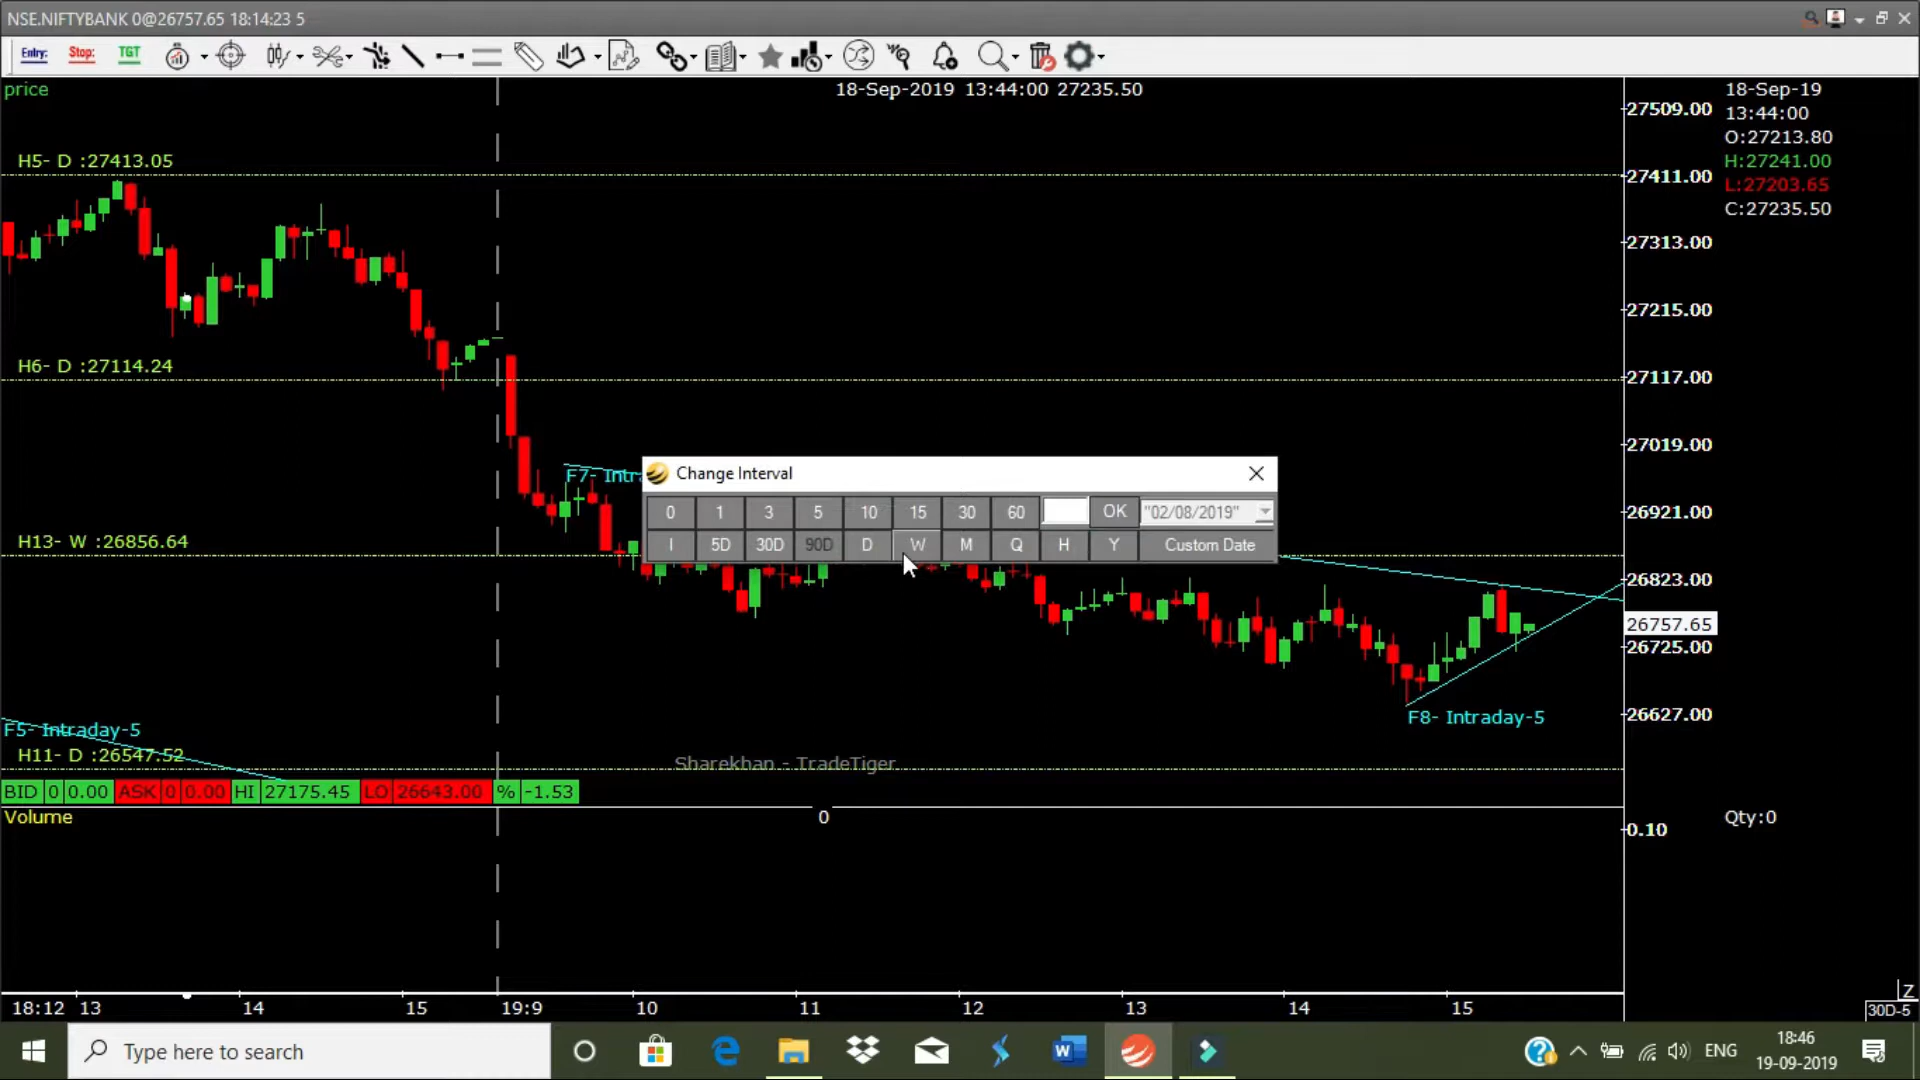 NSE.NIFTYBANK 0@26757.65 18:14:23 5
Entry: Stop: TGT
price
18-Sep-2019 13:44:00 27235.50
18-Sep-19
13:44:00
O:27213.80
H:27241.00
L:27203.65
C:27235.50
27509.00
H5- D :27413.05
27411.00
27313.00
27215.00
H6- D :27114.24
27117.00
27019.00
F7- Intra
Change Interval
0 1 3 5 10 15 30 60 OK "02/08/2019"
I 5D 30D 90D D W M Q H Y Custom Date
26921.00
H13- W :26856.64
26823.00
26757.65
26725.00
26627.00
F8- Intraday-5
F5- Intraday-5
H11- D :26547.52
Sharekhan - TradeTiger
BID 0 0.00 ASK 0 0.00 HI 27175.45 LO 26643.00 % -1.53
Volume
0
0.10
Qty:0
Z
18:12 13 14 15 19:9 10 11 12 13 14 15
30D-5
Type here to search
ENG
18:46
19-09-2019